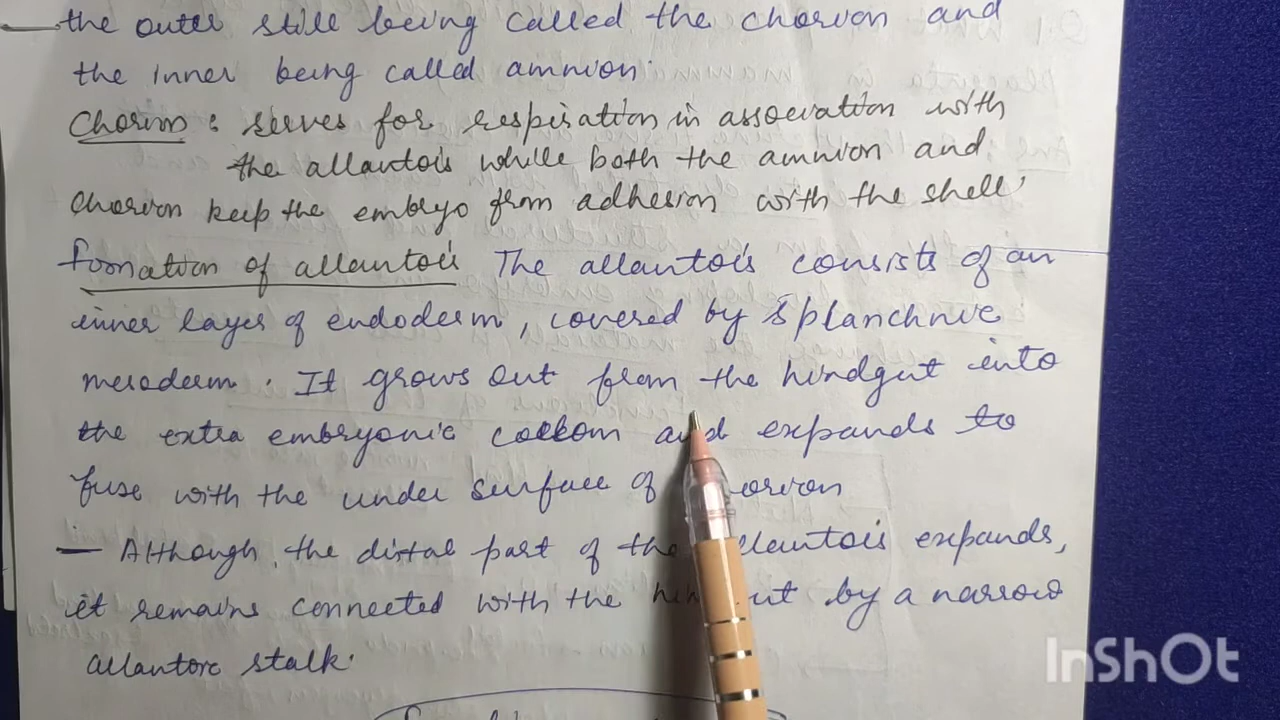 the outer still being called the chorion and
the inner being called amnion.
Chorion : serves for respiration in association with
the allantois while both the amnion and
chorion keep the embryo from adhesion with the shell.
formation of allantois The allantois consists of an
inner layer of endoderm, covered by splanchnic
mesoderm. It grows out from the hindgut into
the extra embryonic coelom and expands to
fuse with the under surface of orion
— Although, the distal part of the llantois expands,
it remains connected with the hin ut by a narrow
allantoic stalk.
InShOt